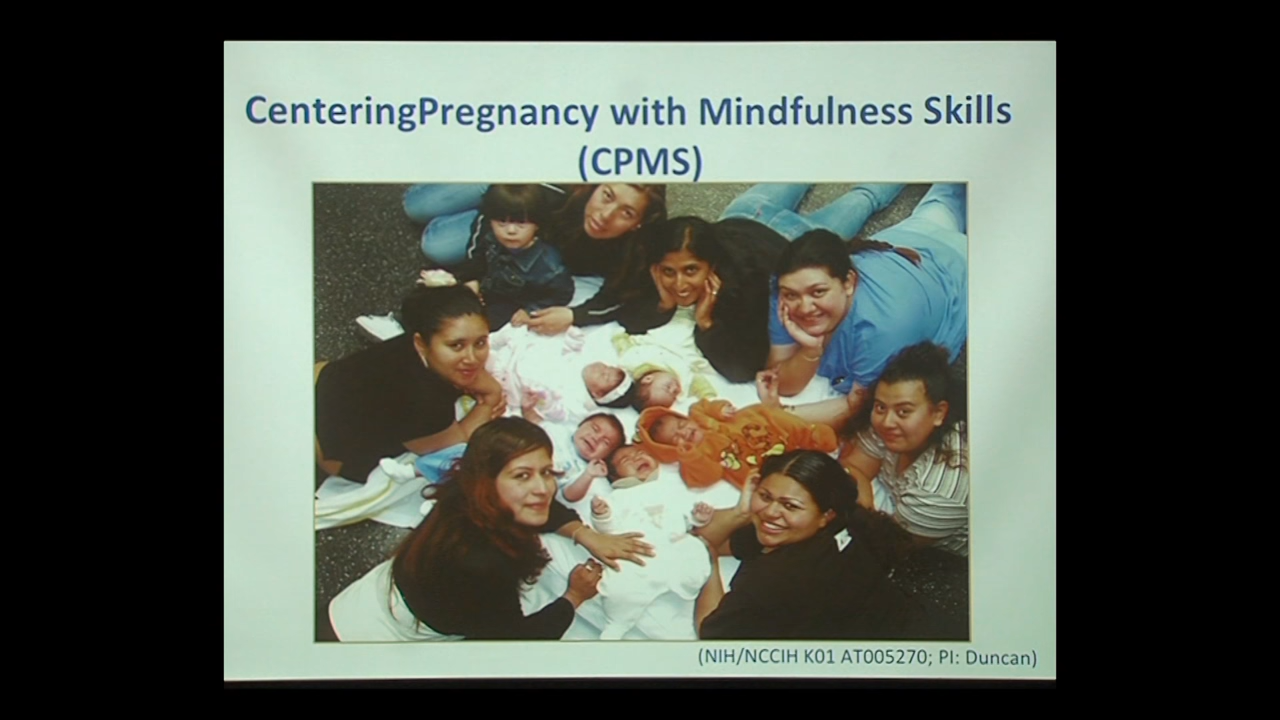 CenteringPregnancy with Mindfulness Skills
(CPMS)
(NIH/NCCIH K01 AT005270; PI: Duncan)